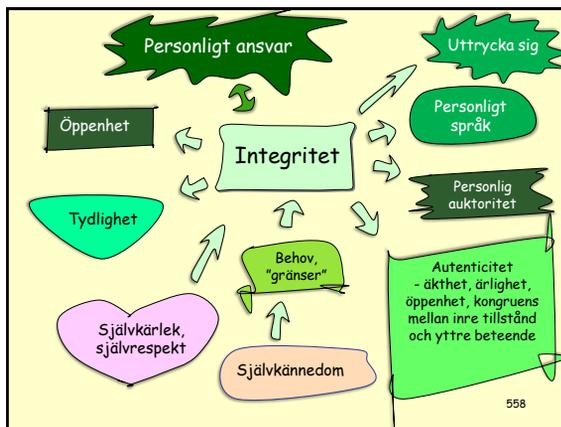 Personligt ansvar
Uttrycka sig
Öppenhet
Personligt
språk
Integritet
Personlig
auktoritet
Tydlighet
Behov,
"gränser"
Autenticitet
- äkthet, ärlighet,
öppenhet, kongruens
mellan inre tillstånd
och yttre beteende
Självkärlek,
självrespekt
Självkännedom
558